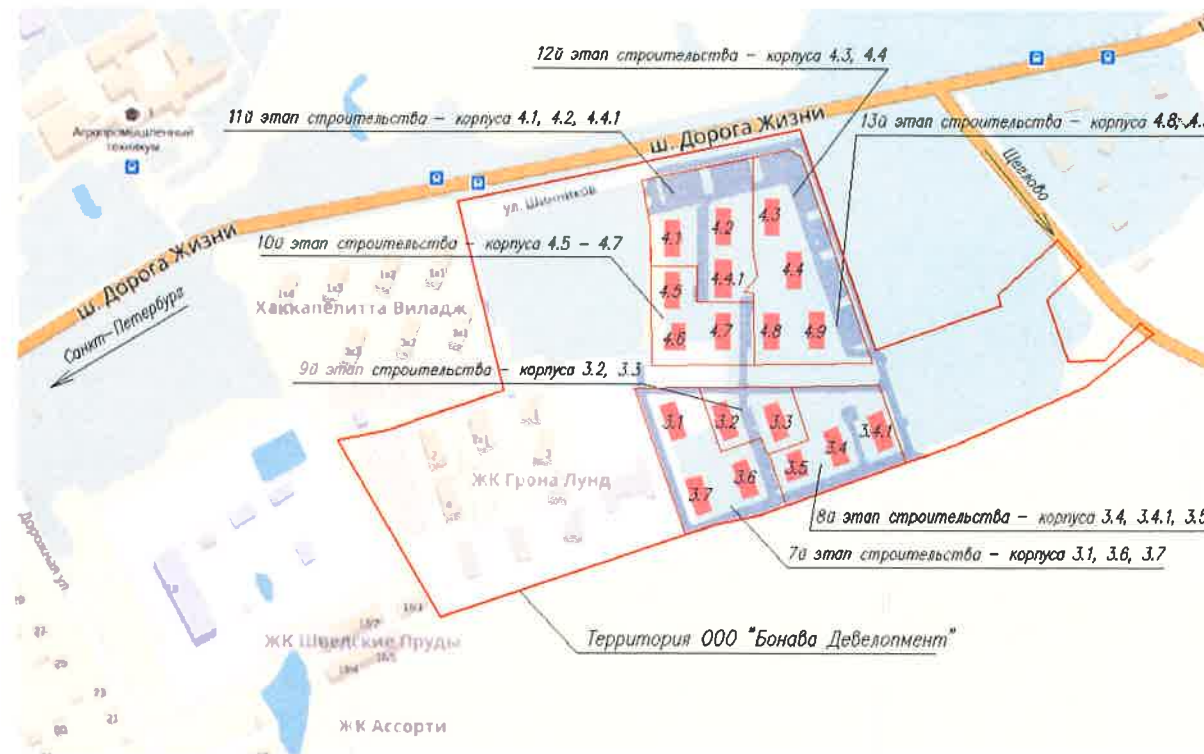 12й этап строительства – корпуса 4.3, 4.4
11й этап строительства – корпуса 4.1, 4.2, 4.4.1
13й этап строительства – корпуса 4.8,
Агропромышленный
техникум
ш. Дорога Жизни
Щеглово
ул. Шинников
4.1
4.2
4.3
10й этап строительства – корпуса 4.5 – 4.7
ш. Дорога Жизни
4.5
4.4.1
4.4
Хаккапелитта Виладж
Санкт-Петербург
4.6
4.7
4.8
4.9
9й этап строительства – корпуса 3.2, 3.3
3.1
3.2
3.3
3.4
3.4.1
3.5
3.6
3.7
ЖК Грона Лунд
8й этап строительства – корпуса 3.4, 3.4.1, 3.5
7й этап строительства – корпуса 3.1, 3.6, 3.7
Дорожная ул
Территория ООО "Бонава Девелопмент"
ЖК Шведские Пруды
ЖК Ассорти